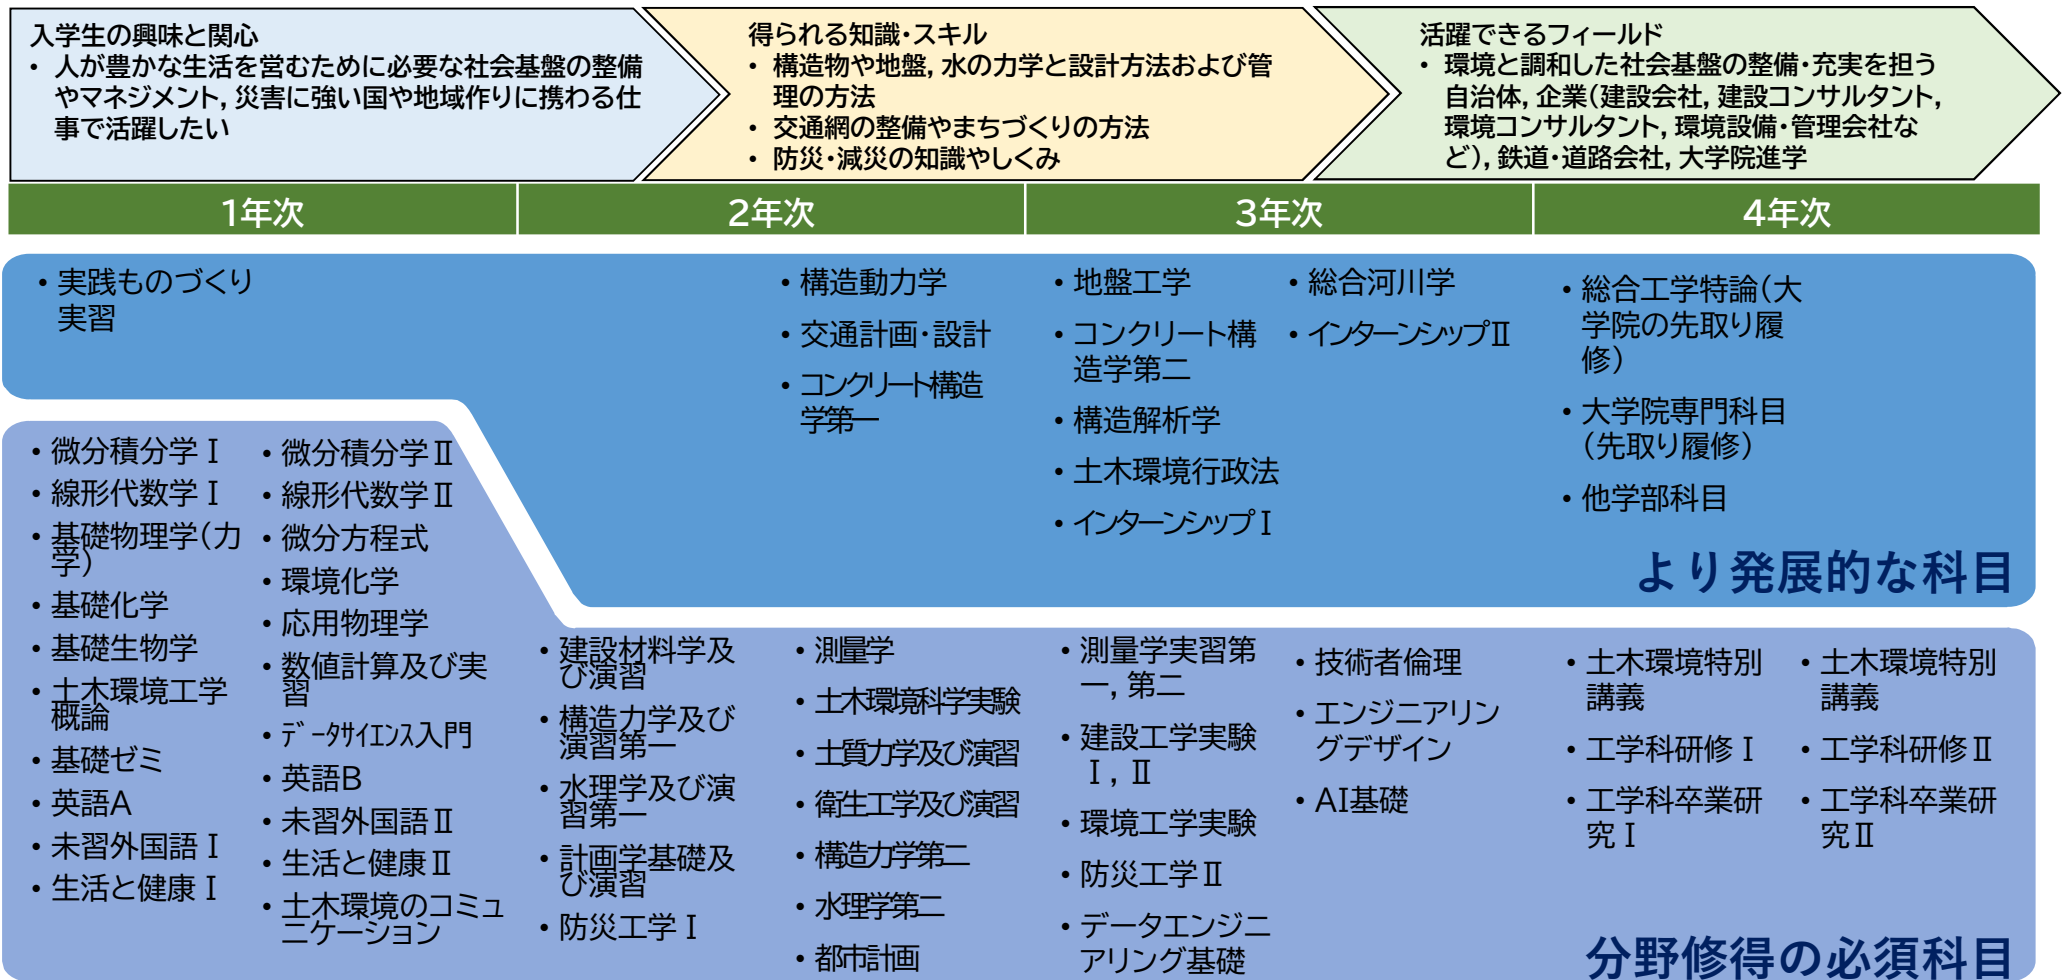 入学生の興味と関心
• 人が豊かな生活を営むために必要な社会基盤の整備
やマネジメント, 災害に強い国や地域作りに携わる仕
事で活躍したい
得られる知識・スキル
• 構造物や地盤, 水の力学と設計方法および管
理の方法
• 交通網の整備やまちづくりの方法
• 防災・減災の知識やしくみ
活躍できるフィールド
• 環境と調和した社会基盤の整備・充実を担う
自治体, 企業(建設会社, 建設コンサルタント,
環境コンサルタント, 環境設備・管理会社な
ど), 鉄道・道路会社, 大学院進学
1年次
2年次
3年次
4年次
• 実践ものづくり
実習
• 構造動力学
• 交通計画・設計
• コンクリート構造
学第一
• 地盤工学
• コンクリート構
造学第二
• 構造解析学
• 土木環境行政法
• インターンシップⅠ
• 総合河川学
• インターンシップⅡ
• 総合工学特論(大
学院の先取り履
修)
• 大学院専門科目
(先取り履修)
• 他学部科目
より発展的な科目
• 微分積分学Ⅰ
• 線形代数学Ⅰ
• 基礎物理学(力
学)
• 基礎化学
• 基礎生物学
• 土木環境工学
概論
• 基礎ゼミ
• 英語A
• 未習外国語Ⅰ
• 生活と健康Ⅰ
• 微分積分学Ⅱ
• 線形代数学Ⅱ
• 微分方程式
• 環境化学
• 応用物理学
• 数値計算及び実
習
• データサイエンス入門
• 英語B
• 未習外国語Ⅱ
• 生活と健康Ⅱ
• 土木環境のコミュ
ニケーション
• 建設材料学及
び演習
• 構造力学及び
演習第一
• 水理学及び演
習第一
• 計画学基礎及
び演習
• 防災工学Ⅰ
• 測量学
• 土木環境科学実験
• 土質力学及び演習
• 衛生工学及び演習
• 構造力学第二
• 水理学第二
• 都市計画
• 測量学実習第
一, 第二
• 建設工学実験
Ⅰ, Ⅱ
• 環境工学実験
• 防災工学Ⅱ
• データエンジニ
アリング基礎
• 技術者倫理
• エンジニアリン
グデザイン
• AI基礎
• 土木環境特別
講義
• 工学科研修Ⅰ
• 工学科卒業研
究Ⅰ
• 土木環境特別
講義
• 工学科研修Ⅱ
• 工学科卒業研
究Ⅱ
分野修得の必須科目